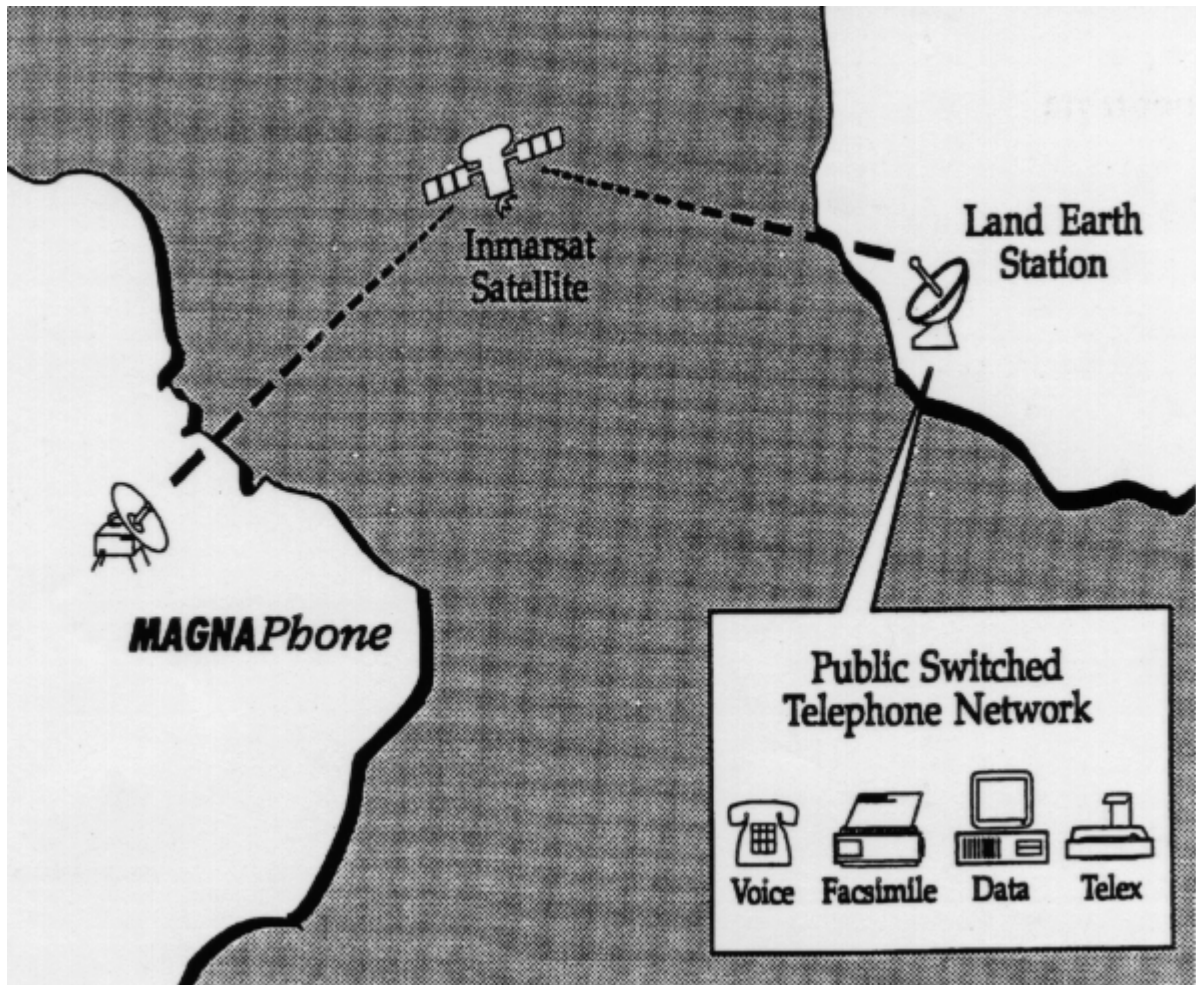 Inmarsat
Satellite
Land Earth
Station
MAGNAPhone
Public Switched
Telephone Network
Voice
Facsimile
Data
Telex